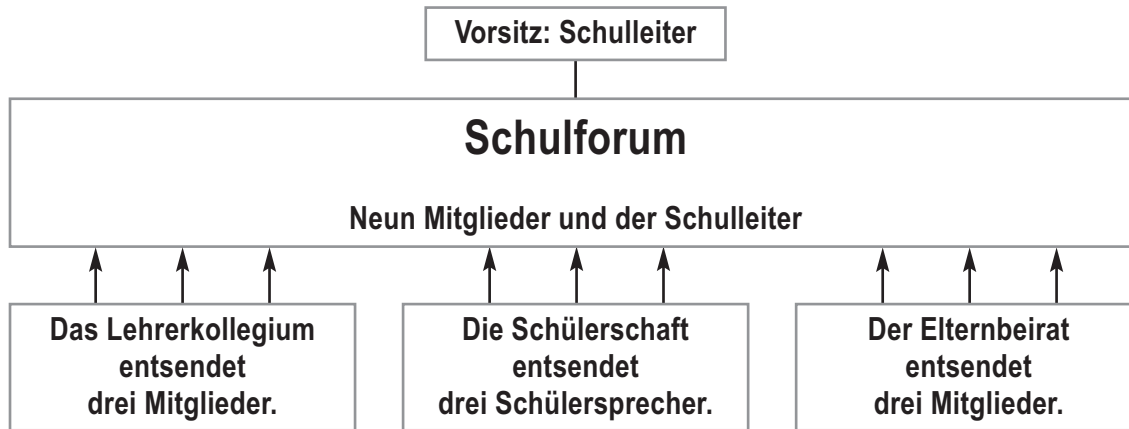 Vorsitz: Schulleiter
Schulforum
Neun Mitglieder und der Schulleiter
Das Lehrerkollegium
entsendet
drei Mitglieder.
Die Schülerschaft
entsendet
drei Schülersprecher.
Der Elternbeirat
entsendet
drei Mitglieder.